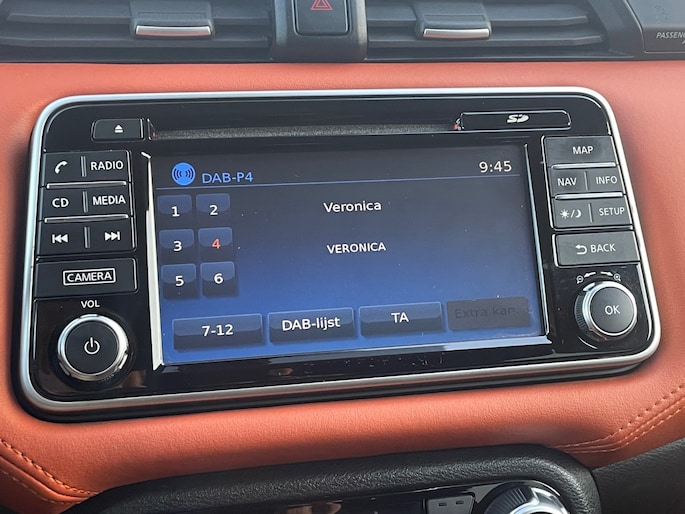 PASSENG
SD
MAP
RADIO
NAV INFO
CD MEDIA
SETUP
BACK
CAMERA
VOL
OK
DAB-P4 9:45
1 2 Veronica
3 4 VERONICA
5 6
7-12 DAB-lijst TA Extra kan.